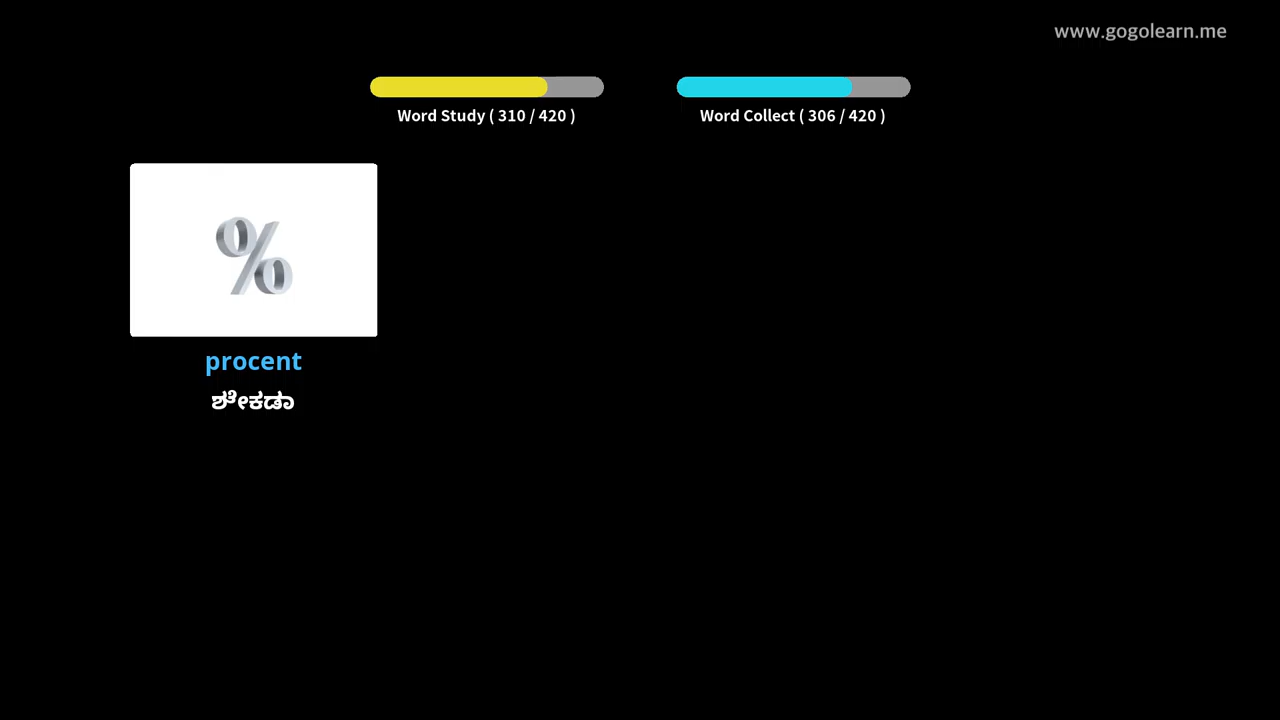 www.gogolearn.me
Word Study ( 310 / 420 )
Word Collect ( 306 / 420 )
%
procent
ಶೇಕಡಾ